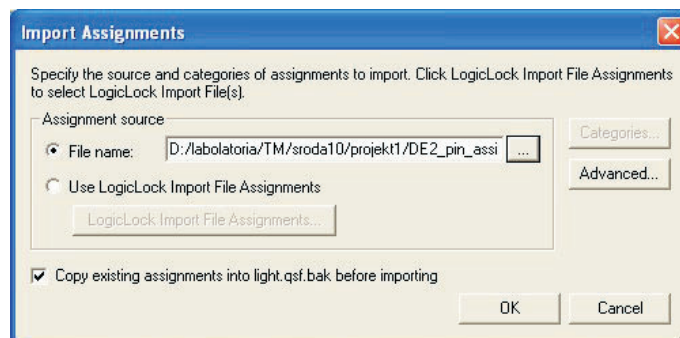 Import Assignments
Specify the source and categories of assignments to import. Click LogicLock Import File Assignments
to select LogicLock Import File(s).
Assignment source
File name: D:/labolatoria/TM/sroda10/projekt1/DE2_pin_assi ...
Categories...
Use LogicLock Import File Assignments
Advanced...
LogicLock Import File Assignments...
Copy existing assignments into light.qsf.bak before importing
OK Cancel